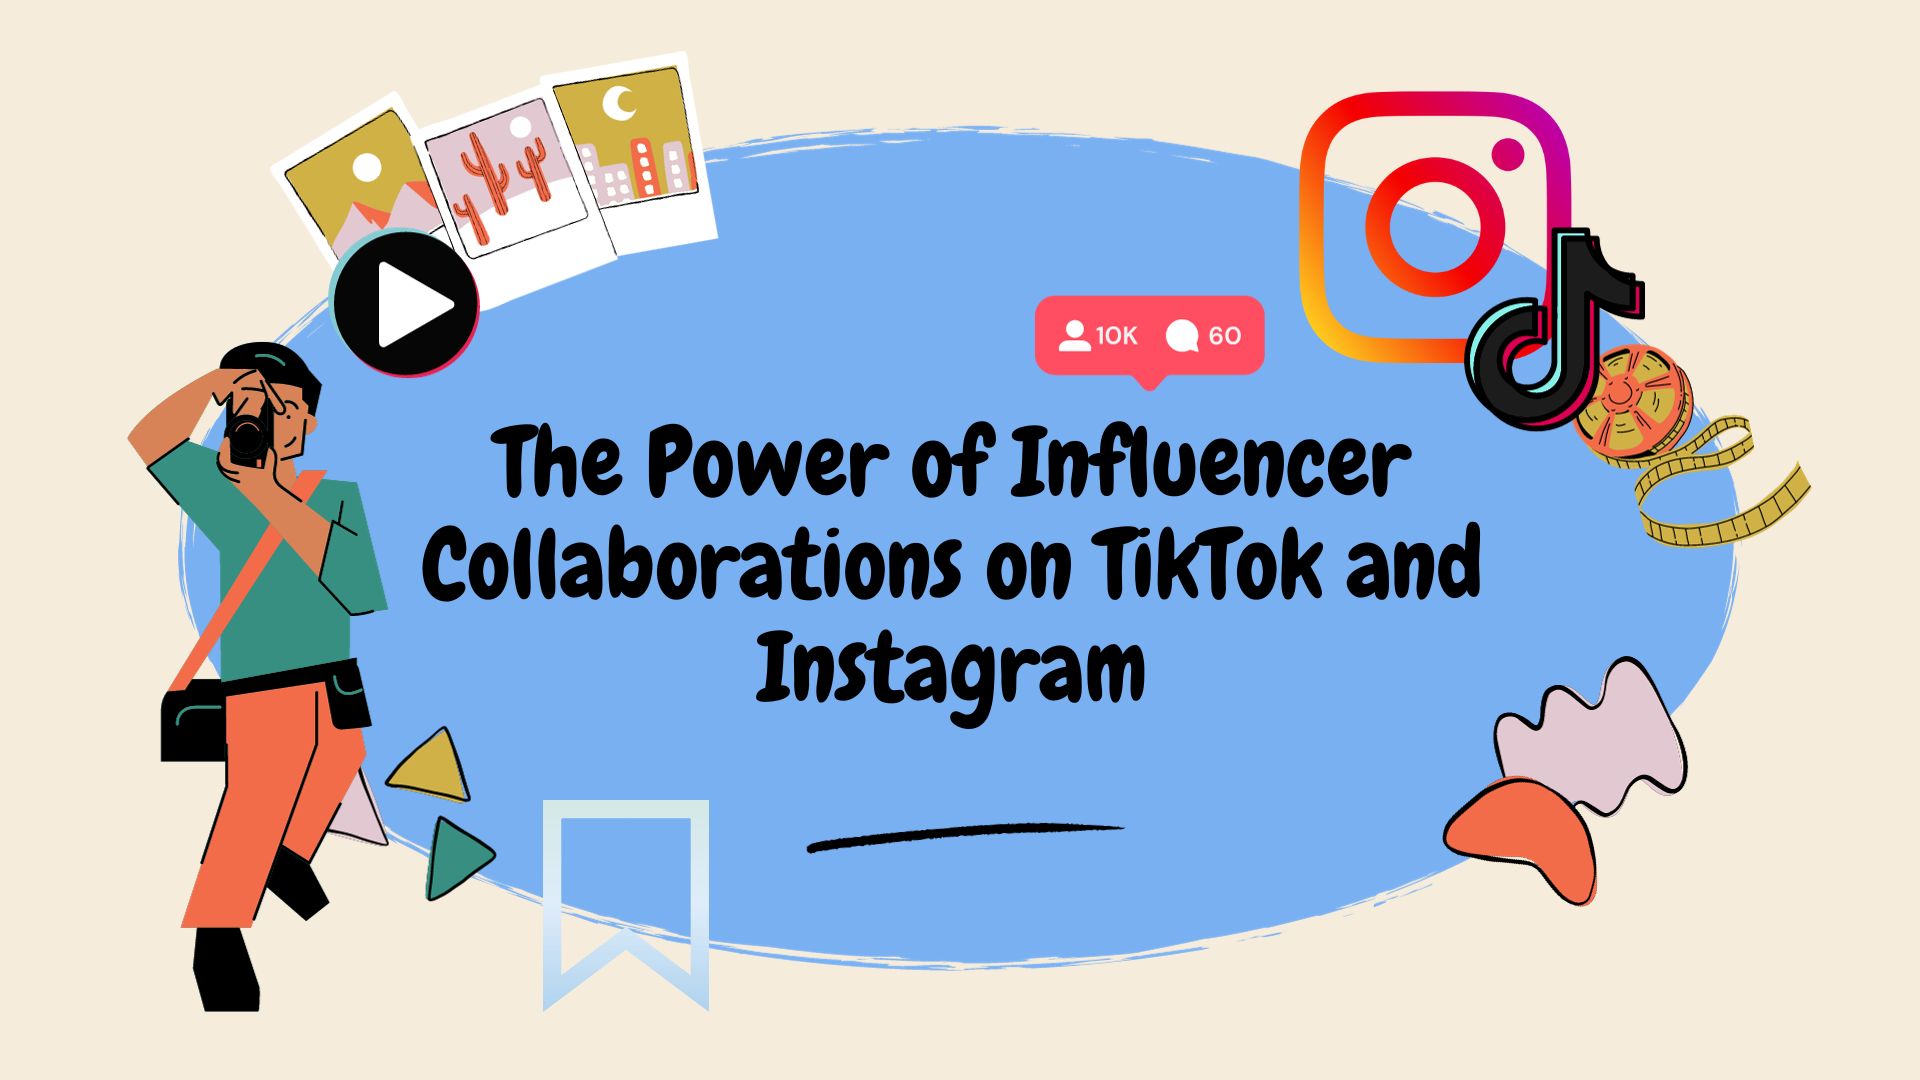 10K 60
The Power of Influencer
Collaborations on TikTok and
Instagram